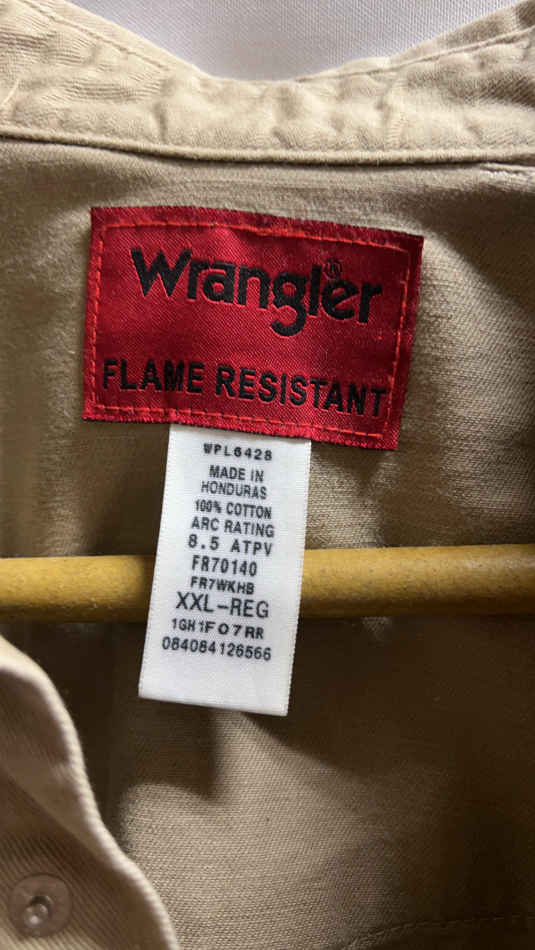 Wrangler®
FLAME RESISTANT
WPL6428
MADE IN
HONDURAS
100% COTTON
ARC RATING
8.5 ATPV
FR70140
FR7WKHB
XXL-REG
1GH1F07RR
084084126566